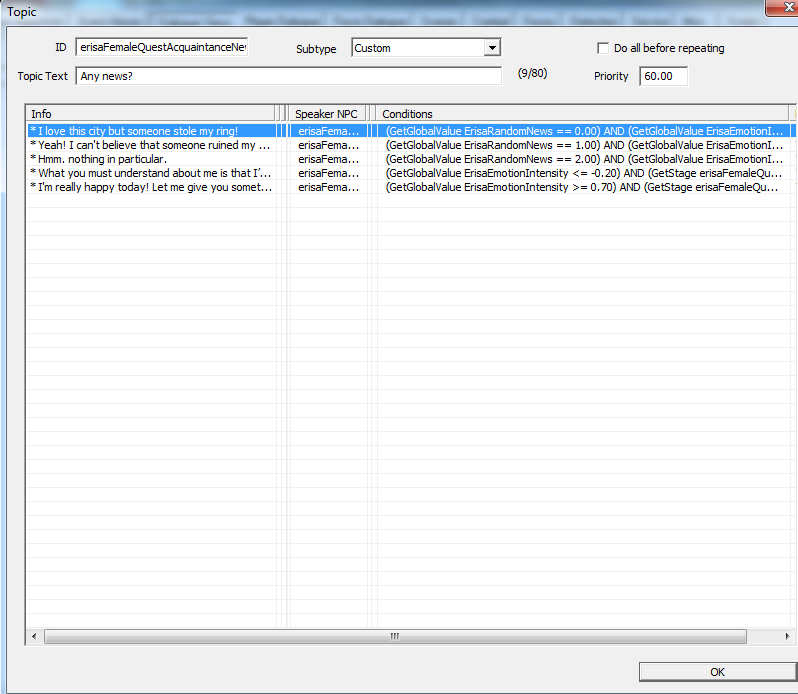 Topic
ID erisaFemaleQuestAcquaintanceNe Subtype Custom Do all before repeating
Topic Text Any news? (9/80) Priority 60.00
Info Speaker NPC Conditions
* I love this city but someone stole my ring! erisaFema... (GetGlobalValue ErisaRandomNews == 0.00) AND (GetGlobalValue ErisaEmotionI...
* Yeah! I can't believe that someone ruined my ... erisaFema... (GetGlobalValue ErisaRandomNews == 1.00) AND (GetGlobalValue ErisaEmotionI...
* Hmm. nothing in particular. erisaFema... (GetGlobalValue ErisaRandomNews == 2.00) AND (GetGlobalValue ErisaEmotionI...
* What you must understand about me is that I'... erisaFema... (GetGlobalValue ErisaEmotionIntensity <= -0.20) AND (GetStage erisaFemaleQu...
* I'm really happy today! Let me give you somet... erisaFema... (GetGlobalValue ErisaEmotionIntensity >= 0.70) AND (GetStage erisaFemaleQu...
OK